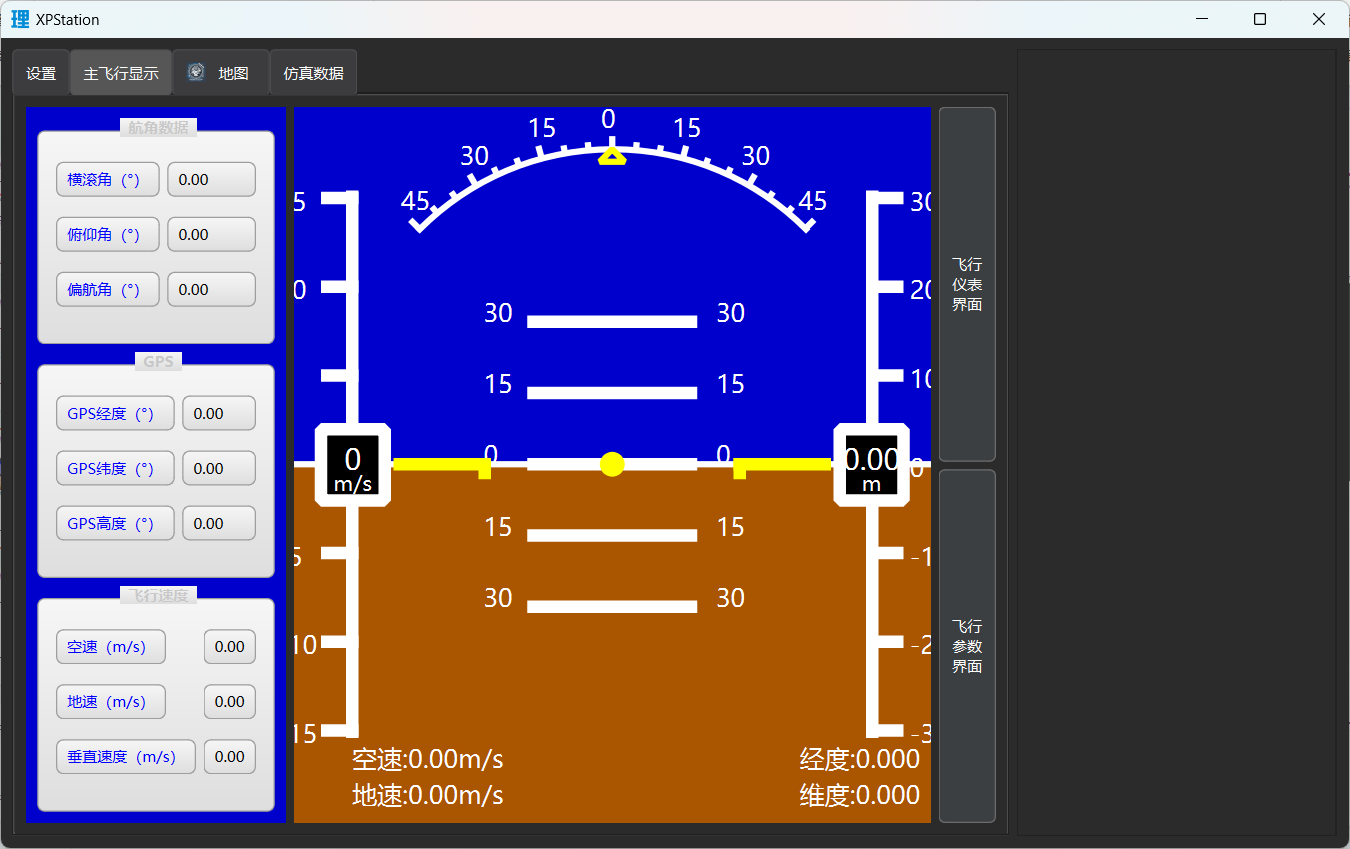 理 XPStation
设置 主飞行显示 地图 仿真数据
航角数据
横滚角（°） 0.00
俯仰角（°） 0.00
偏航角（°） 0.00
GPS
GPS经度（°） 0.00
GPS纬度（°） 0.00
GPS高度（°） 0.00
飞行速度
空速（m/s） 0.00
地速（m/s） 0.00
垂直速度（m/s） 0.00
0
15 15
30 30
45 45
5 30
0 20
30 30
10
15 15
0 0
0 0.00 0
m/s m
15 15
5 -1
30 30
10 -2
15 -3
空速:0.00m/s 经度:0.000
地速:0.00m/s 维度:0.000
飞行
仪表
界面
飞行
参数
界面